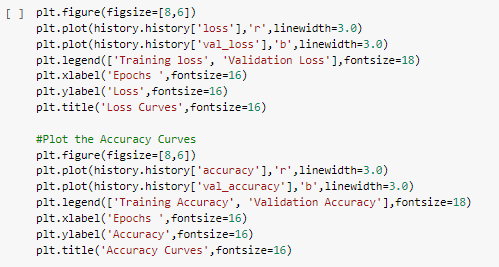 [ ] plt.figure(figsize=[8,6])
plt.plot(history.history['loss'],'r',linewidth=3.0)
plt.plot(history.history['val_loss'],'b',linewidth=3.0)
plt.legend(['Training loss', 'Validation Loss'],fontsize=18)
plt.xlabel('Epochs ',fontsize=16)
plt.ylabel('Loss',fontsize=16)
plt.title('Loss Curves',fontsize=16)

#Plot the Accuracy Curves
plt.figure(figsize=[8,6])
plt.plot(history.history['accuracy'],'r',linewidth=3.0)
plt.plot(history.history['val_accuracy'],'b',linewidth=3.0)
plt.legend(['Training Accuracy', 'Validation Accuracy'],fontsize=18)
plt.xlabel('Epochs ',fontsize=16)
plt.ylabel('Accuracy',fontsize=16)
plt.title('Accuracy Curves',fontsize=16)